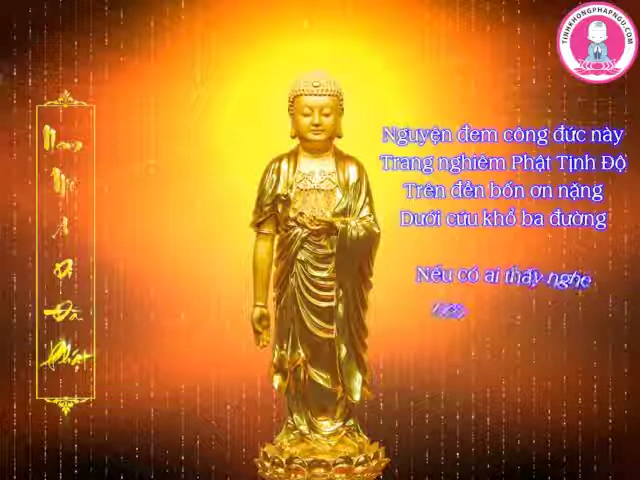 Nam
Mô
A
Di
Đà
Phật
TINHKHONGPHAPNGU.COM
Nguyện đem công đức này
Trang nghiêm Phật Tịnh Độ
Trên đền bốn ơn nặng
Dưới cứu khổ ba đường
Nếu có ai thấy nghe